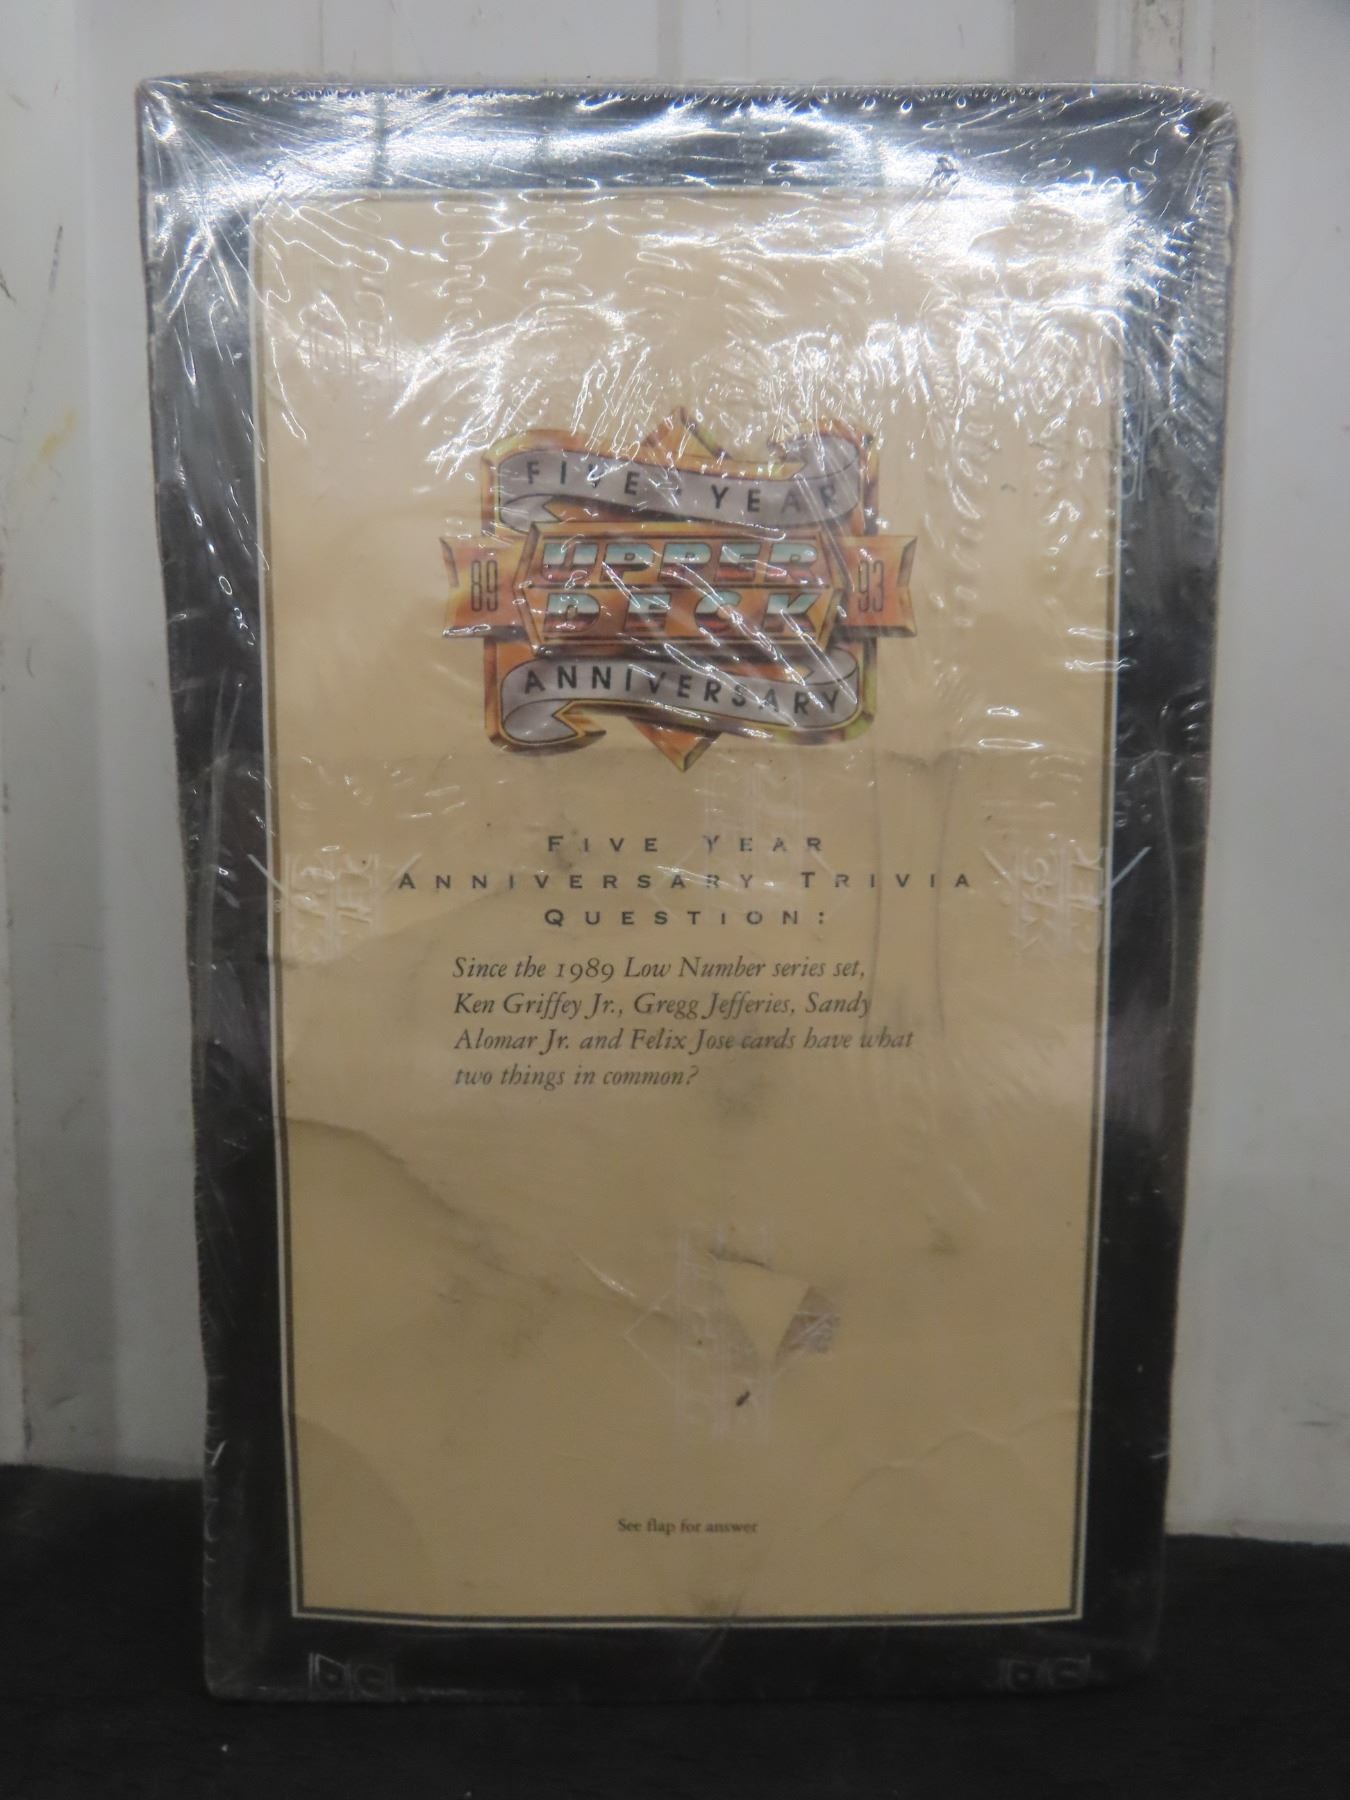 FIVE-YEAR
89 UPPER 93
DECK
ANNIVERSARY
FIVE YEAR
ANNIVERSARY TRIVIA
QUESTION:
Since the 1989 Low Number series set,
Ken Griffey Jr., Gregg Jefferies, Sandy
Alomar Jr. and Felix Jose cards have what
two things in common?
See flap for answer